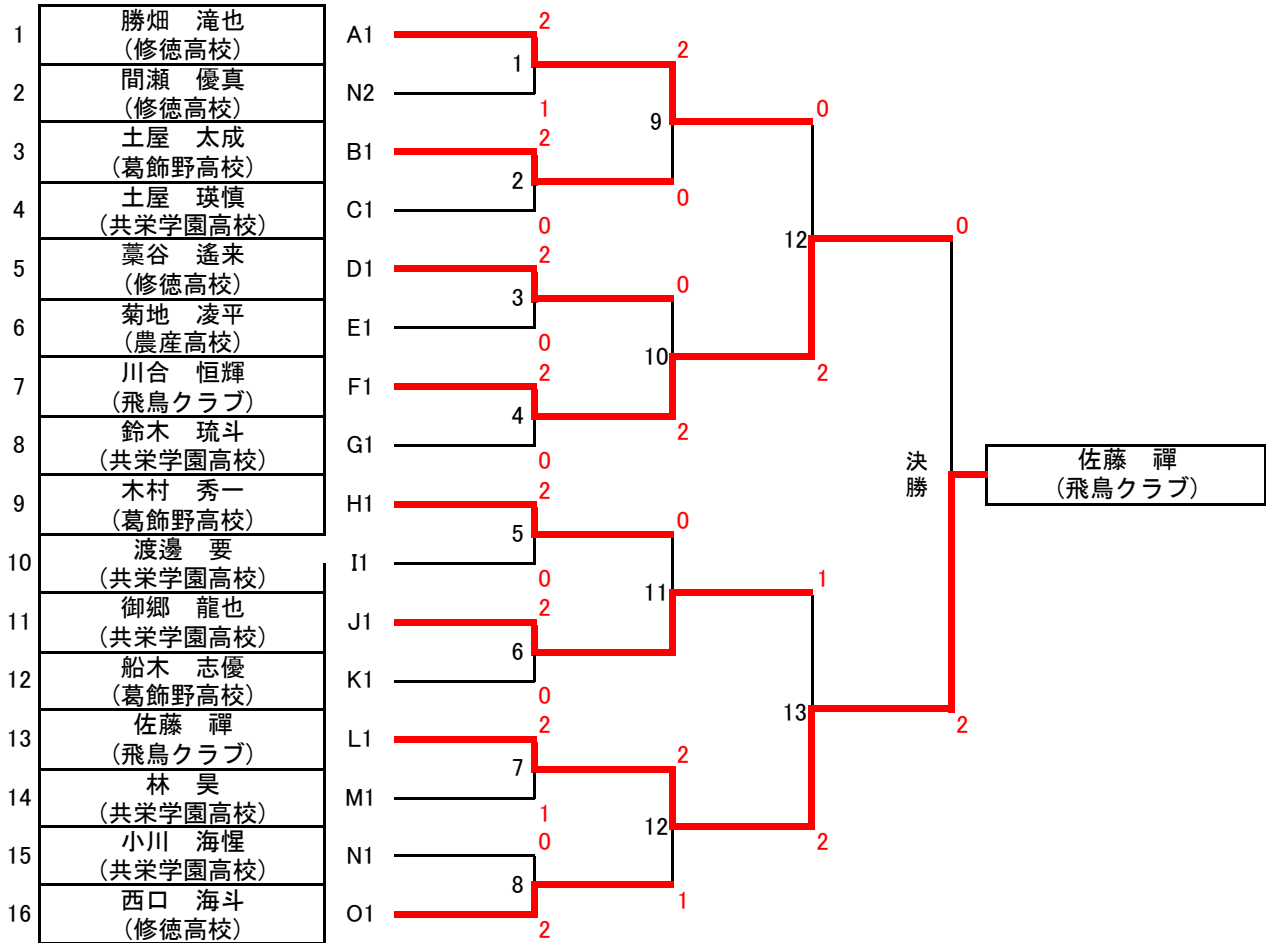 1 勝畑 滝也 A1
(修徳高校)
2 間瀬 優真 N2
(修徳高校)
3 土屋 太成 B1
(葛飾野高校)
4 土屋 瑛慎 C1
(共栄学園高校)
5 藁谷 遙来 D1
(修徳高校)
6 菊地 凌平 E1
(農産高校)
7 川合 恒輝 F1
(飛鳥クラブ)
8 鈴木 琉斗 G1
(共栄学園高校)
9 木村 秀一 H1
(葛飾野高校)
10 渡邊 要 I1
(共栄学園高校)
11 御郷 龍也 J1
(共栄学園高校)
12 船木 志優 K1
(葛飾野高校)
13 佐藤 禪 L1
(飛鳥クラブ)
14 林 昊 M1
(共栄学園高校)
15 小川 海惺 N1
(共栄学園高校)
16 西口 海斗 O1
(修徳高校)
2
1
1
2
2
0
2
3
0
2
4
0
2
5
0
2
6
0
2
7
1
0
8
2
2
9
0
0
10
2
0
11
2
12
1
0
12
2
1
13
2
0
決勝
2
佐藤 禪
(飛鳥クラブ)